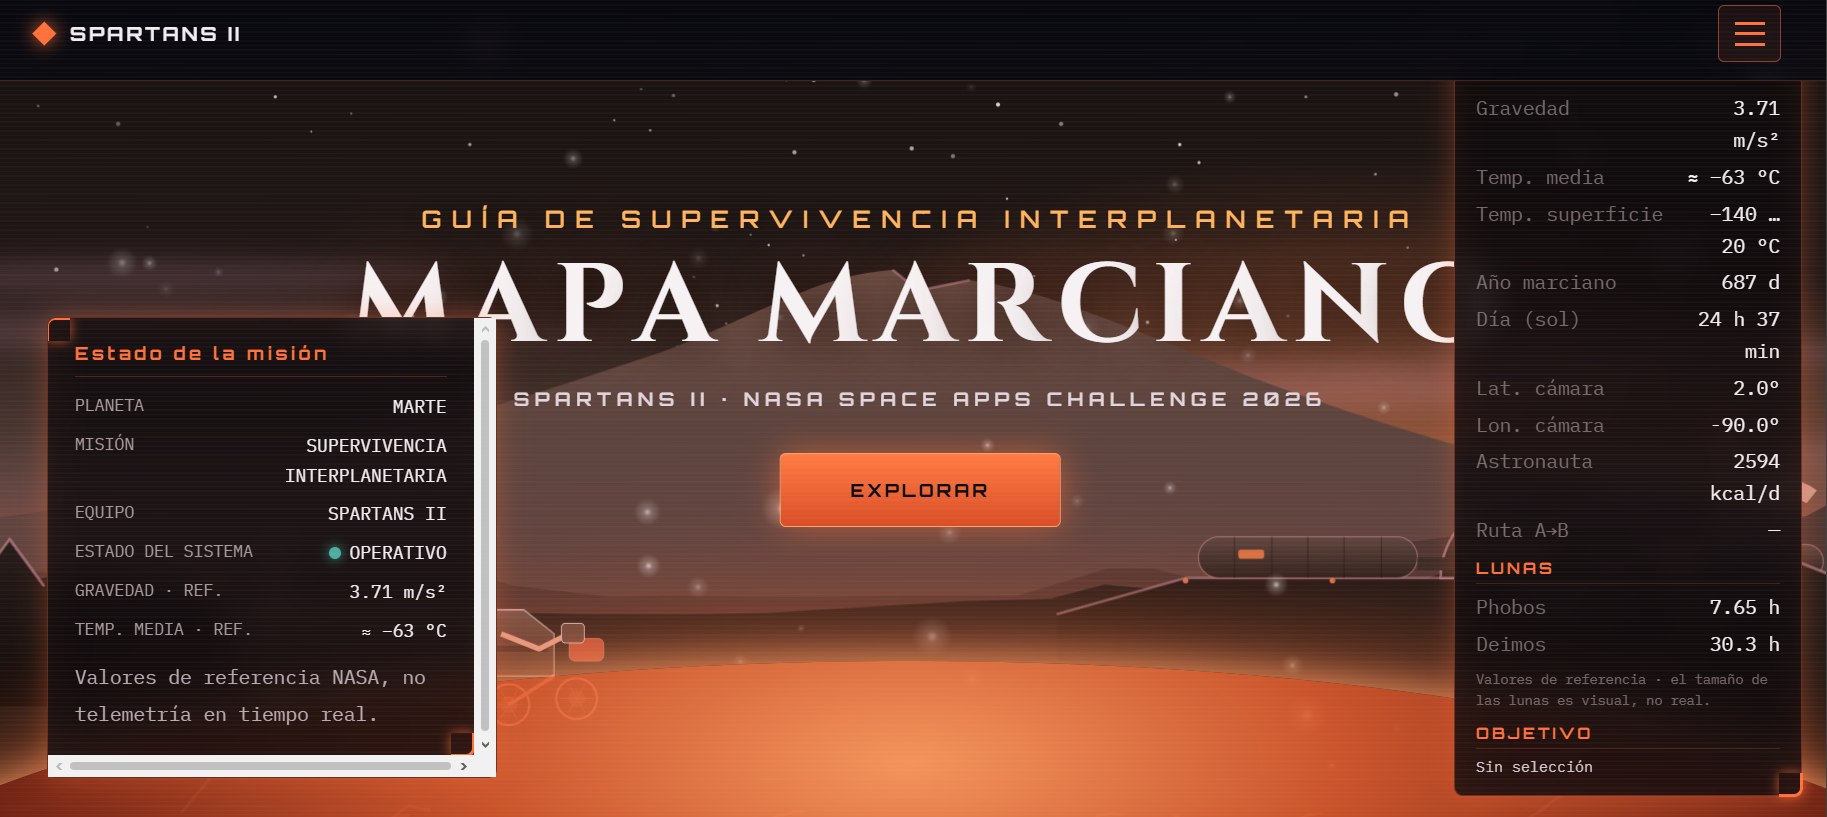 SPARTANS II
GUÍA DE SUPERVIVENCIA INTERPLANETARIA
MAPA MARCIANO
SPARTANS II · NASA SPACE APPS CHALLENGE 2026
EXPLORAR
Estado de la misión
PLANETA MARTE
MISIÓN SUPERVIVENCIA
INTERPLANETARIA
EQUIPO SPARTANS II
ESTADO DEL SISTEMA OPERATIVO
GRAVEDAD · REF. 3.71 m/s²
TEMP. MEDIA · REF. ≈ −63 °C
Valores de referencia NASA, no
telemetría en tiempo real.
Gravedad 3.71
m/s²
Temp. media ≈ −63 °C
Temp. superficie −140 …
20 °C
Año marciano 687 d
Día (sol) 24 h 37
min
Lat. cámara 2.0°
Lon. cámara -90.0°
Astronauta 2594
kcal/d
Ruta A→B —
LUNAS
Phobos 7.65 h
Deimos 30.3 h
Valores de referencia · el tamaño de
las lunas es visual, no real.
OBJETIVO
Sin selección